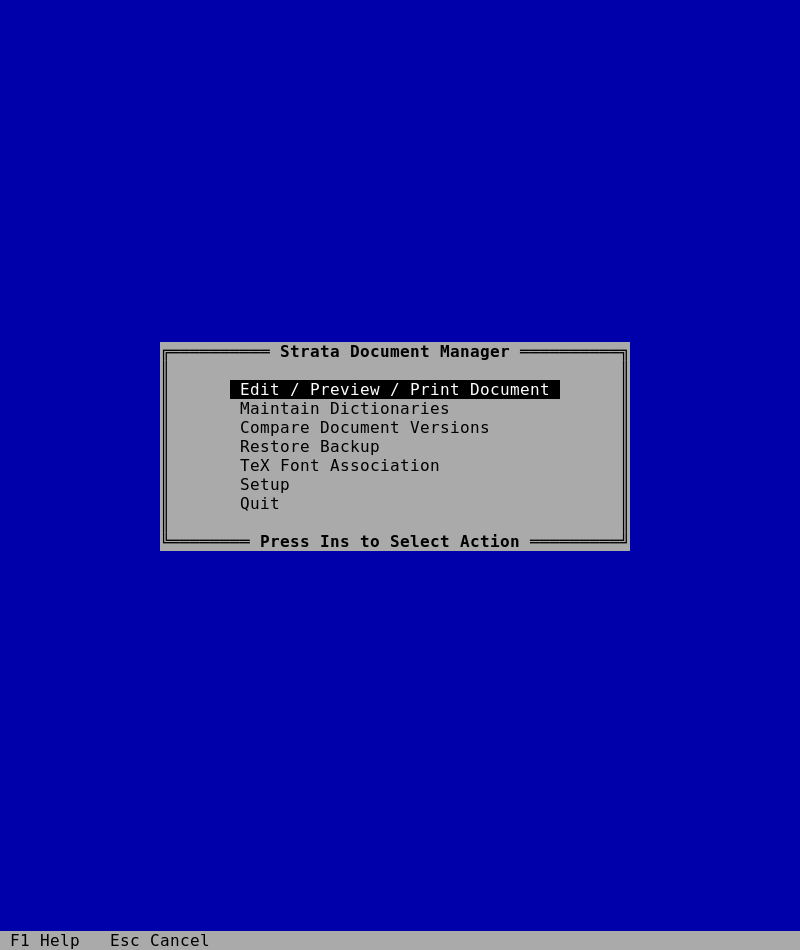 Strata Document Manager
Edit / Preview / Print Document
Maintain Dictionaries
Compare Document Versions
Restore Backup
TeX Font Association
Setup
Quit
Press Ins to Select Action
F1 Help   Esc Cancel